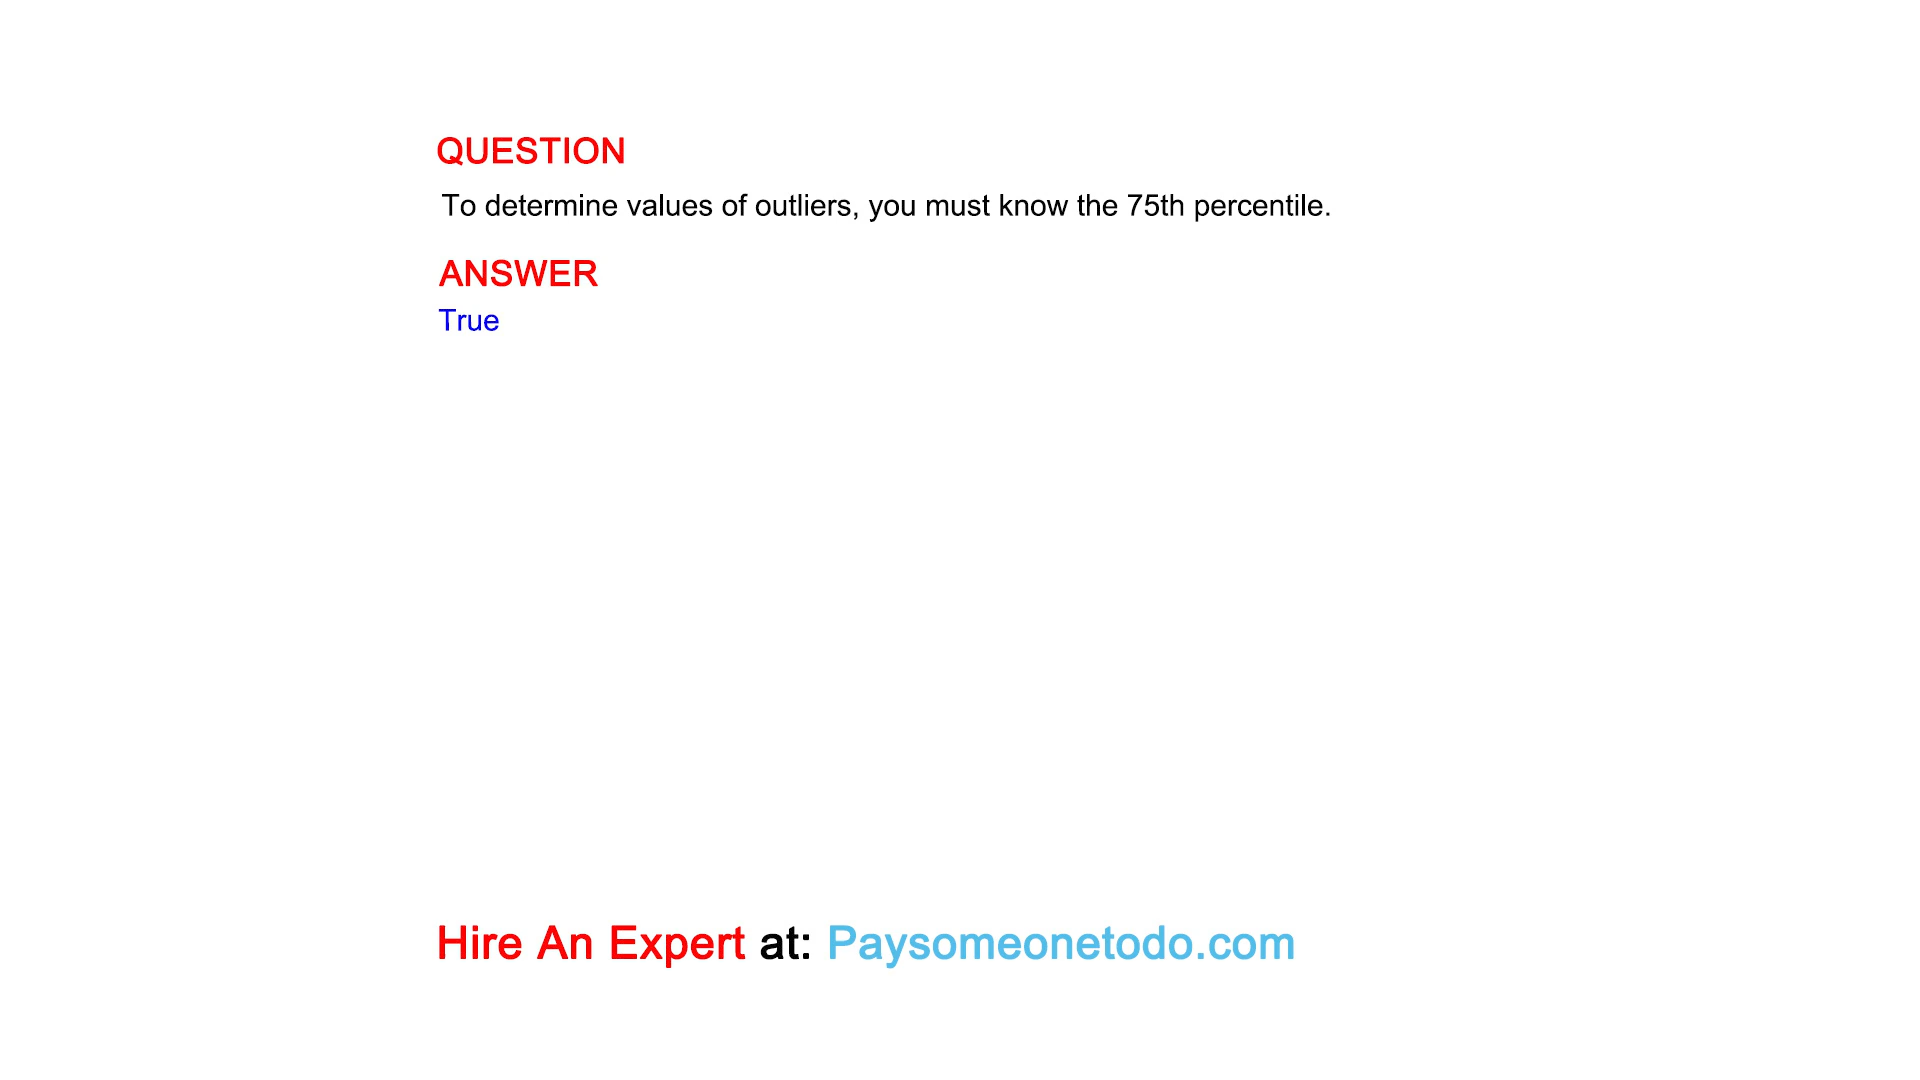 QUESTION
To determine values of outliers, you must know the 75th percentile.
ANSWER
True
Hire An Expert at: Paysomeonetodo.com